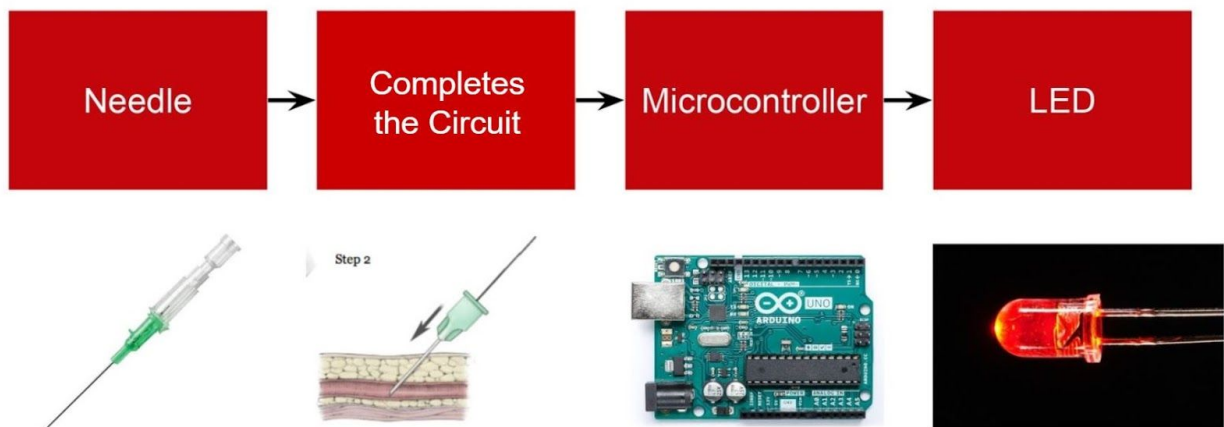 Needle
Completes
the Circuit
Microcontroller
LED
Step 2
UNO
ARDUINO